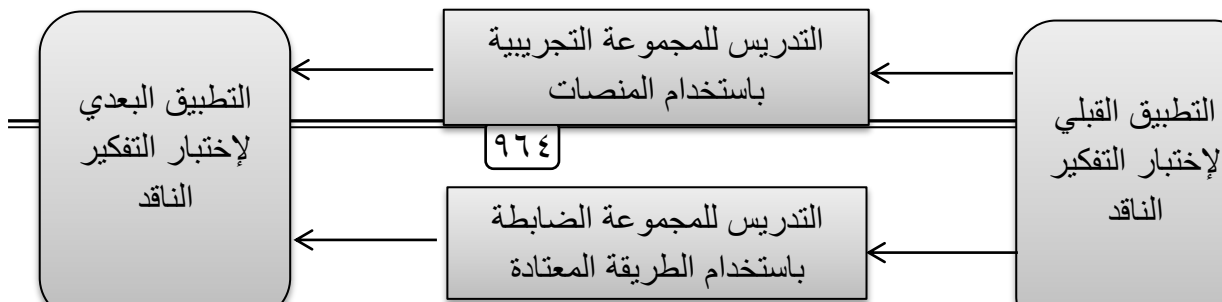 التطبيق القبلي
لإختبار التفكير
الناقد
التدريس للمجموعة التجريبية
باستخدام المنصات
٩٦٤
التدريس للمجموعة الضابطة
باستخدام الطريقة المعتادة
التطبيق البعدي
لإختبار التفكير
الناقد